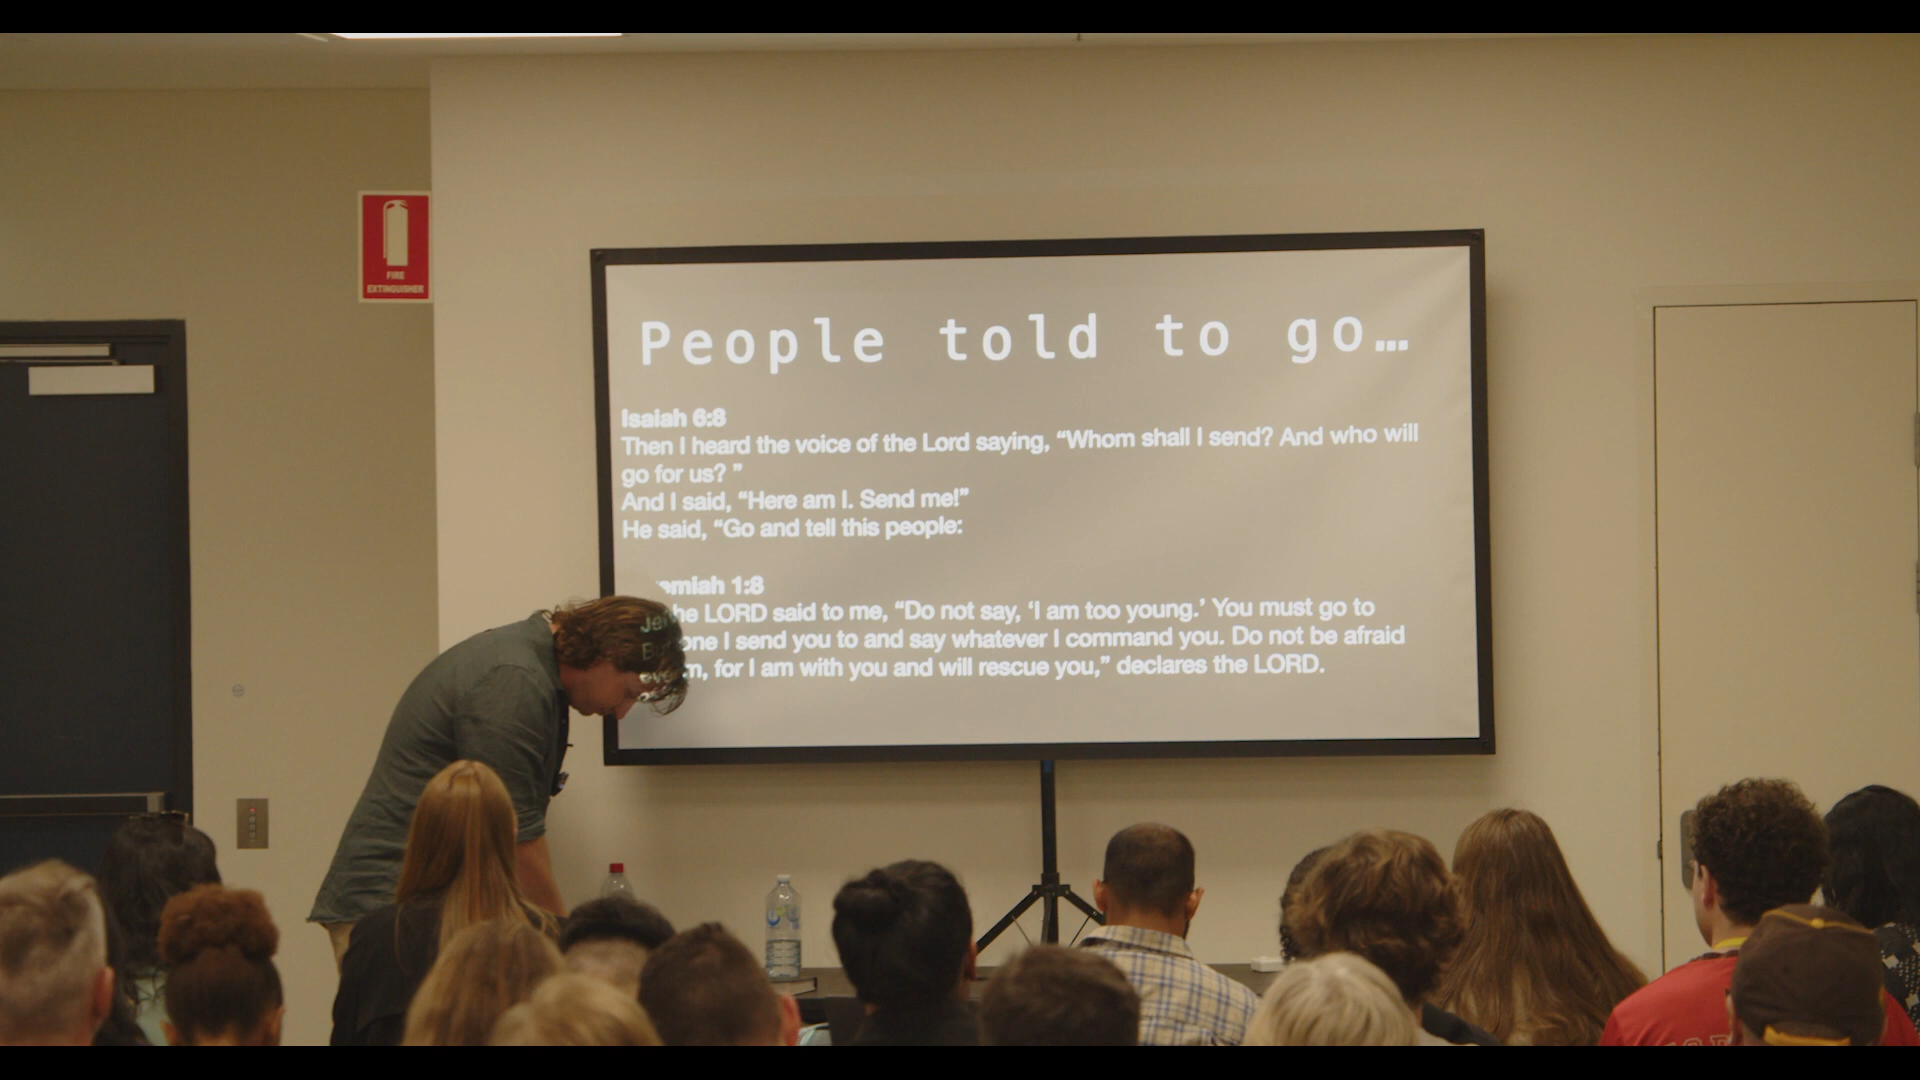 FIRE
EXTINGUISHER
People told to go…
Isaiah 6:8
Then I heard the voice of the Lord saying, “Whom shall I send? And who will
go for us? ”
And I said, “Here am I. Send me!”
He said, “Go and tell this people:
Jeremiah 1:8
But the LORD said to me, “Do not say, ‘I am too young.’ You must go to
everyone I send you to and say whatever I command you. Do not be afraid
for I am with you and will rescue you,” declares the LORD.